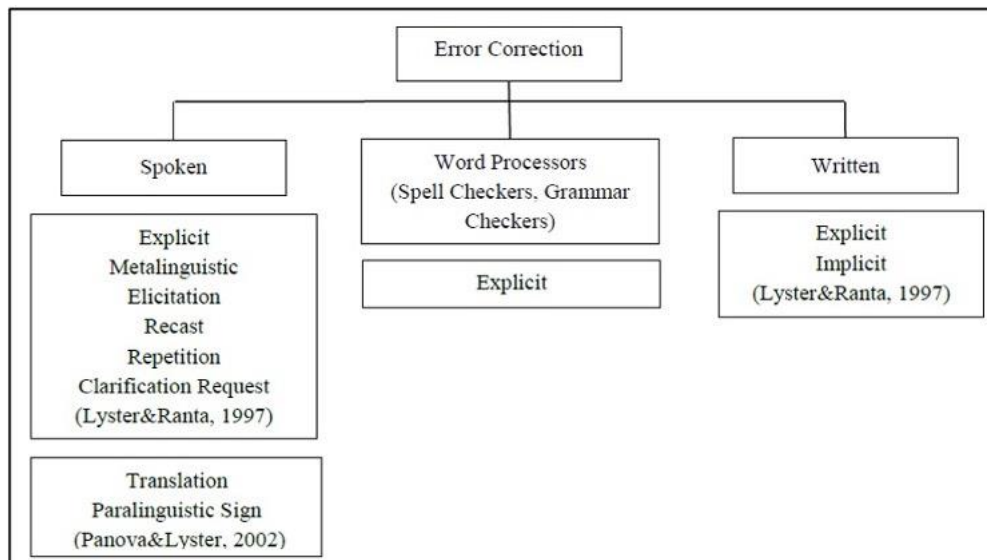 Error Correction
Spoken
Word Processors
(Spell Checkers, Grammar
Checkers)
Written
Explicit
Metalinguistic
Elicitation
Recast
Repetition
Clarification Request
(Lyster&Ranta, 1997)
Explicit
Explicit
Implicit
(Lyster&Ranta, 1997)
Translation
Paralinguistic Sign
(Panova&Lyster, 2002)